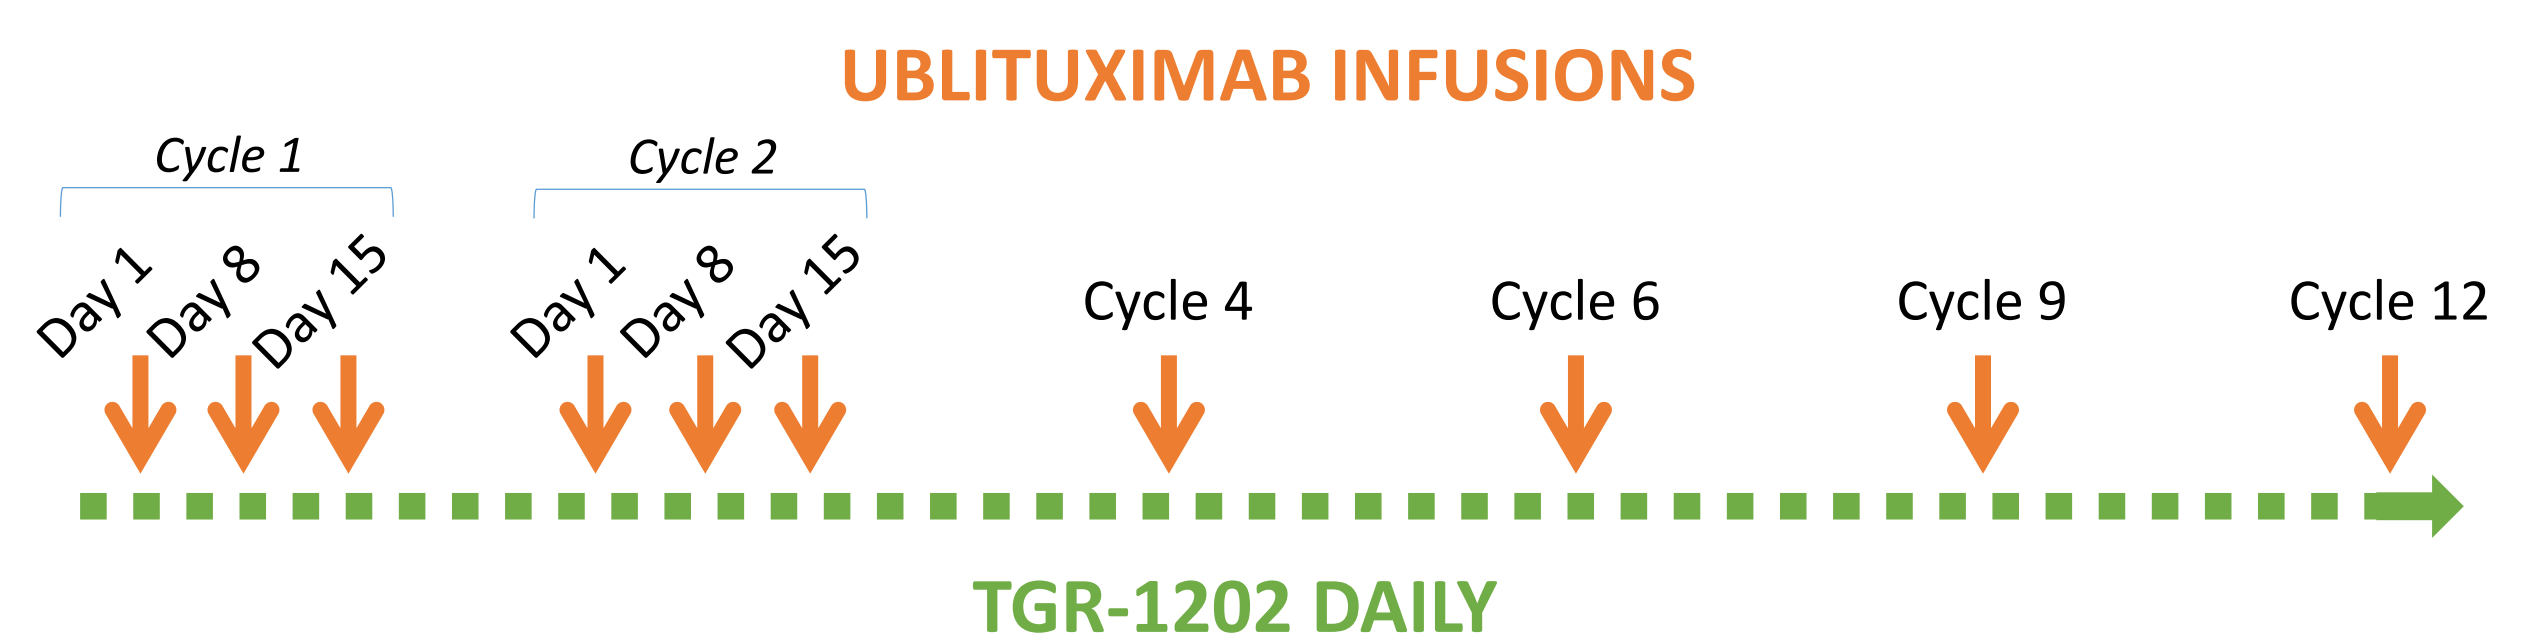 UBLITUXIMAB INFUSIONS
Cycle 1
Cycle 2
Day 1
Day 8
Day 15
Day 1
Day 8
Day 15
Cycle 4
Cycle 6
Cycle 9
Cycle 12
TGR-1202 DAILY